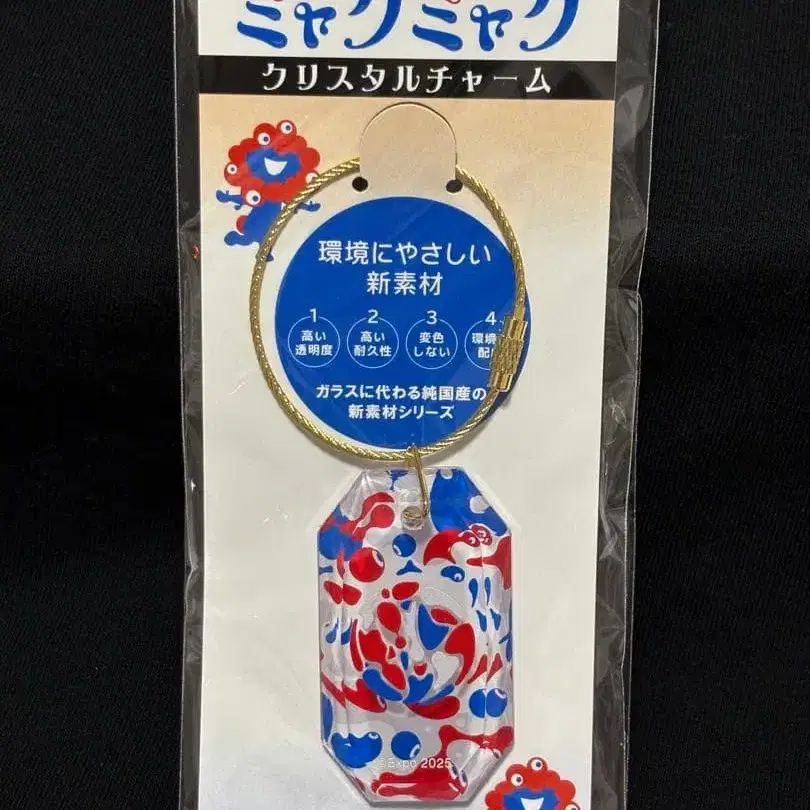 ミャクミャク
クリスタルチャーム
環境にやさしい
新素材
1
高い
透明度
2
高い
耐久性
3
変色
しない
4
環境
配
ガラスに代わる純国産の
新素材シリーズ
©Expo 2025